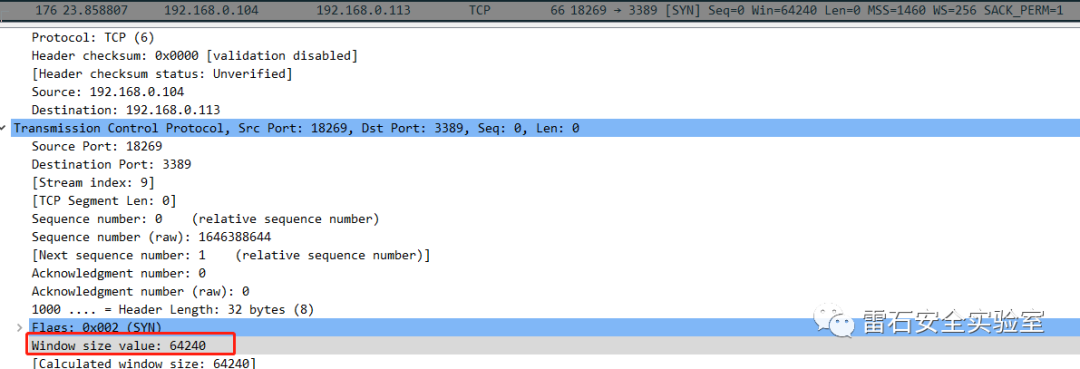 176 23.858807 192.168.0.104 192.168.0.113 TCP 66 18269 → 3389 [SYN] Seq=0 Win=64240 Len=0 MSS=1460 WS=256 SACK_PERM=1
Protocol: TCP (6)
Header checksum: 0x0000 [validation disabled]
[Header checksum status: Unverified]
Source: 192.168.0.104
Destination: 192.168.0.113
Transmission Control Protocol, Src Port: 18269, Dst Port: 3389, Seq: 0, Len: 0
Source Port: 18269
Destination Port: 3389
[Stream index: 9]
[TCP Segment Len: 0]
Sequence number: 0 (relative sequence number)
Sequence number (raw): 1646388644
[Next sequence number: 1 (relative sequence number)]
Acknowledgment number: 0
Acknowledgment number (raw): 0
1000 .... = Header Length: 32 bytes (8)
Flags: 0x002 (SYN)
雷石安全实验室
Window size value: 64240
[Calculated window size: 64240]